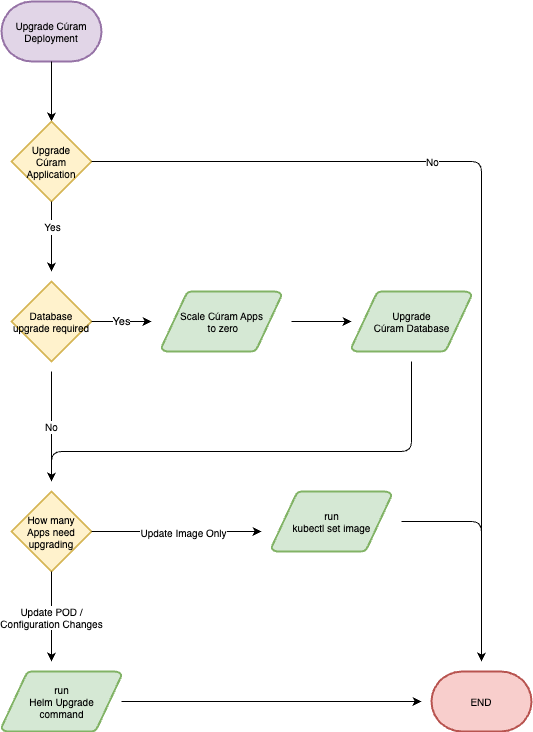 Upgrade Cúram
Deployment
Upgrade
Cúram
Application
No
Yes
Database
upgrade required
Yes
Scale Cúram Apps
to zero
Upgrade
Cúram Database
No
How many
Apps need
upgrading
Update Image Only
run
kubectl set image
Update POD /
Configuration Changes
run
Helm Upgrade
command
END